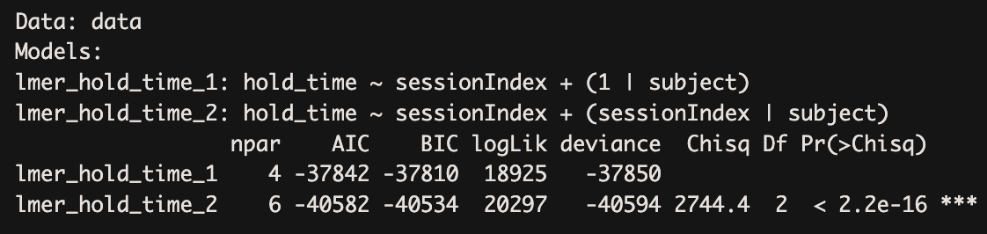 Data: data
Models:
lmer_hold_time_1: hold_time ~ sessionIndex + (1 | subject)
lmer_hold_time_2: hold_time ~ sessionIndex + (sessionIndex | subject)
                 npar    AIC    BIC logLik deviance  Chisq Df Pr(>Chisq)
lmer_hold_time_1    4 -37842 -37810  18925   -37850
lmer_hold_time_2    6 -40582 -40534  20297   -40594 2744.4  2  < 2.2e-16 ***